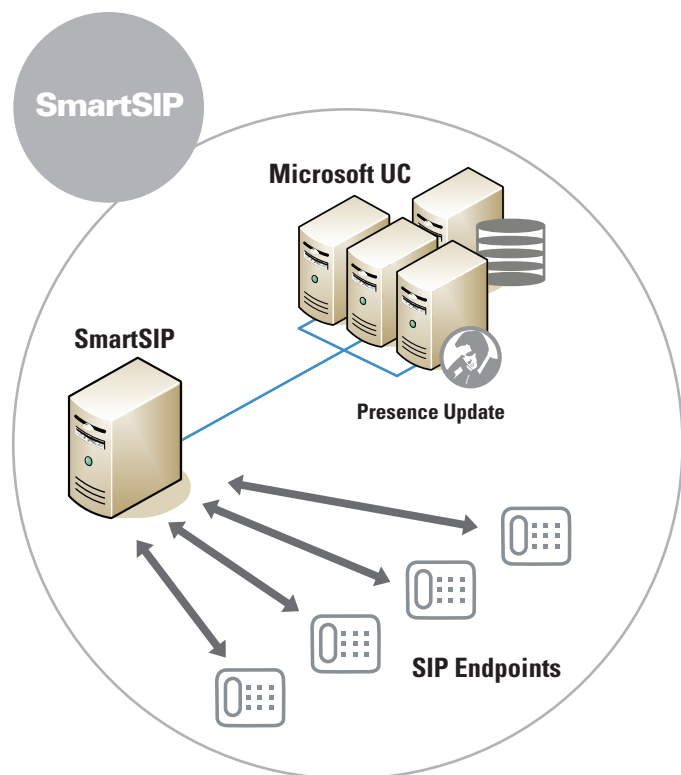 SmartSIP
Microsoft UC
SmartSIP
Presence Update
SIP Endpoints